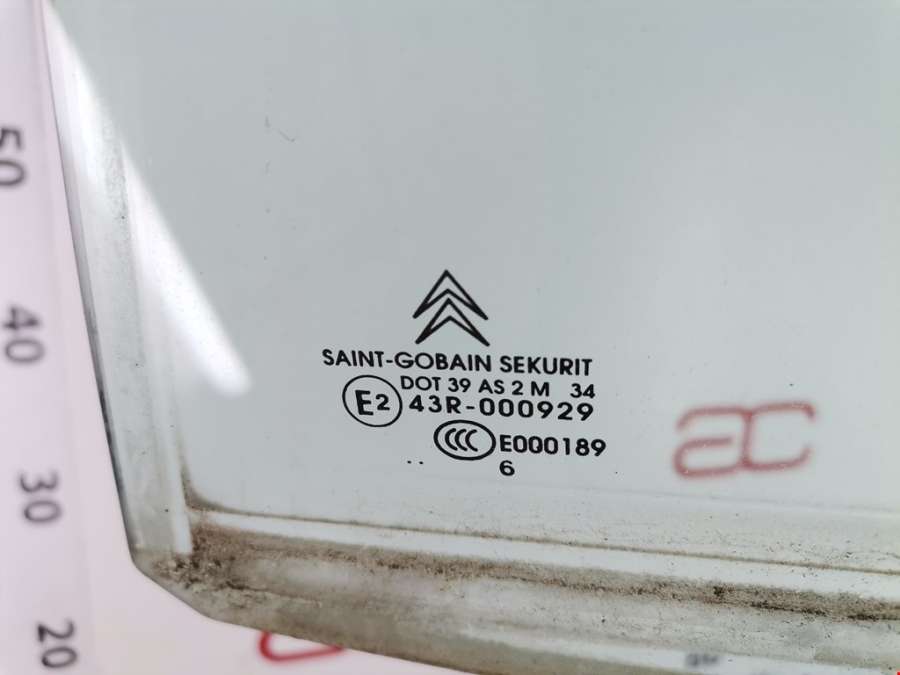 SAINT-GOBAIN SEKURIT
DOT 39 AS 2 M 34
E2 43R-000929
CCC E000189
6
50
40
30
20
ac